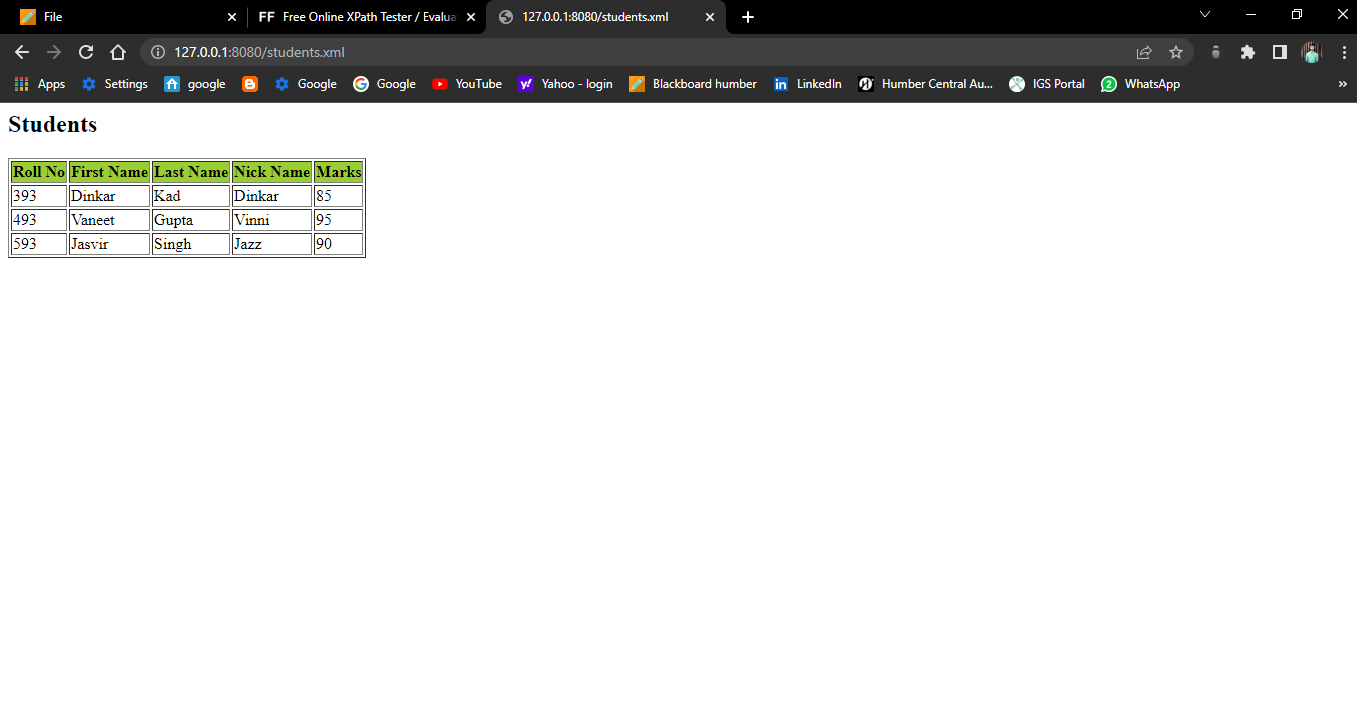 File
FF Free Online XPath Tester / Evalua
127.0.0.1:8080/students.xml
127.0.0.1:8080/students.xml
Apps Settings google Google Google YouTube Yahoo - login Blackboard humber LinkedIn Humber Central Au... IGS Portal 2 WhatsApp »
Students
Roll No First Name Last Name Nick Name Marks
393 Dinkar Kad Dinkar 85
493 Vaneet Gupta Vinni 95
593 Jasvir Singh Jazz 90